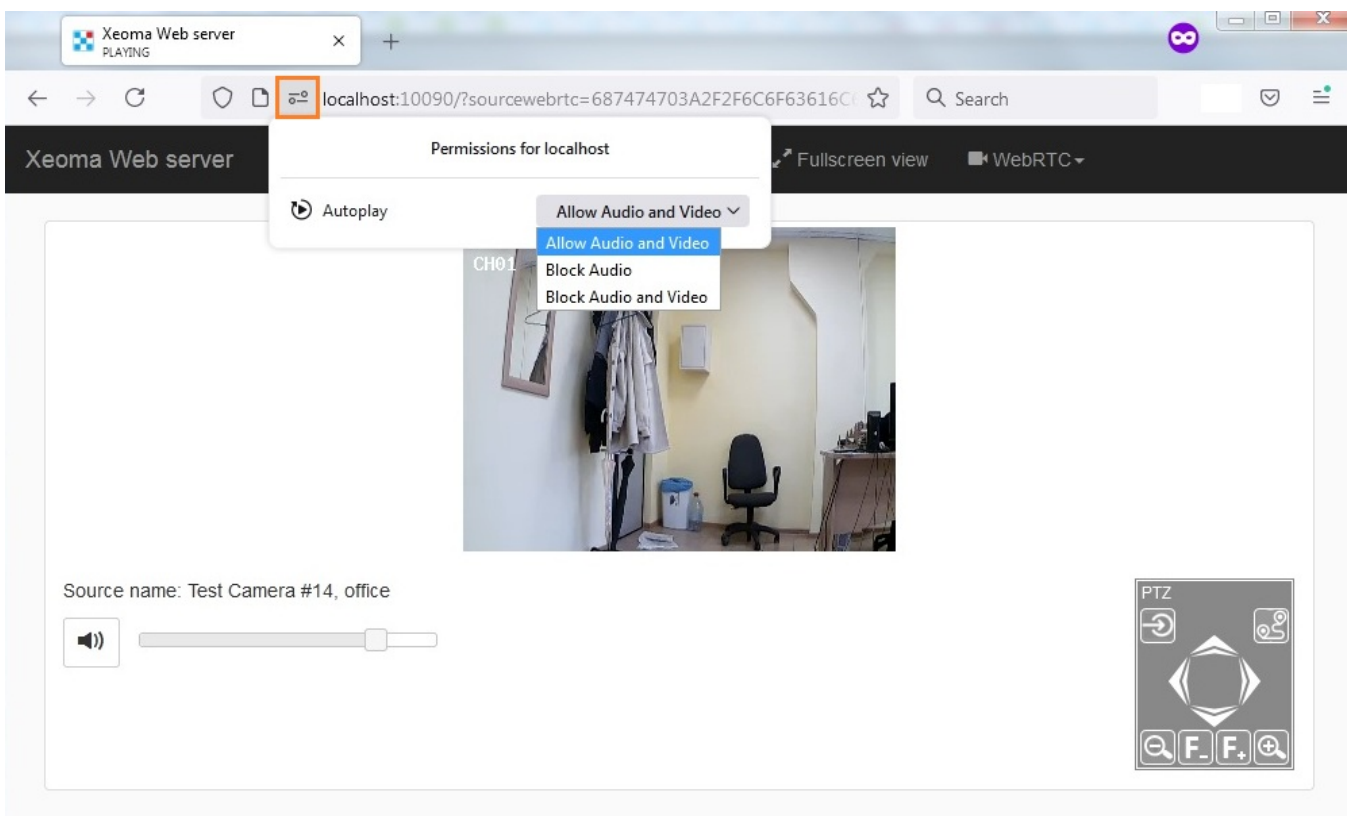 Xeoma Web server
PLAYING
localhost:10090/?sourcewebrtc=687474703A2F2F6C6F63616C
Search
Xeoma Web server
Permissions for localhost
Fullscreen view
WebRTC
Autoplay
Allow Audio and Video
Allow Audio and Video
Block Audio
Block Audio and Video
CH01
Source name: Test Camera #14, office
PTZ
F-
F+